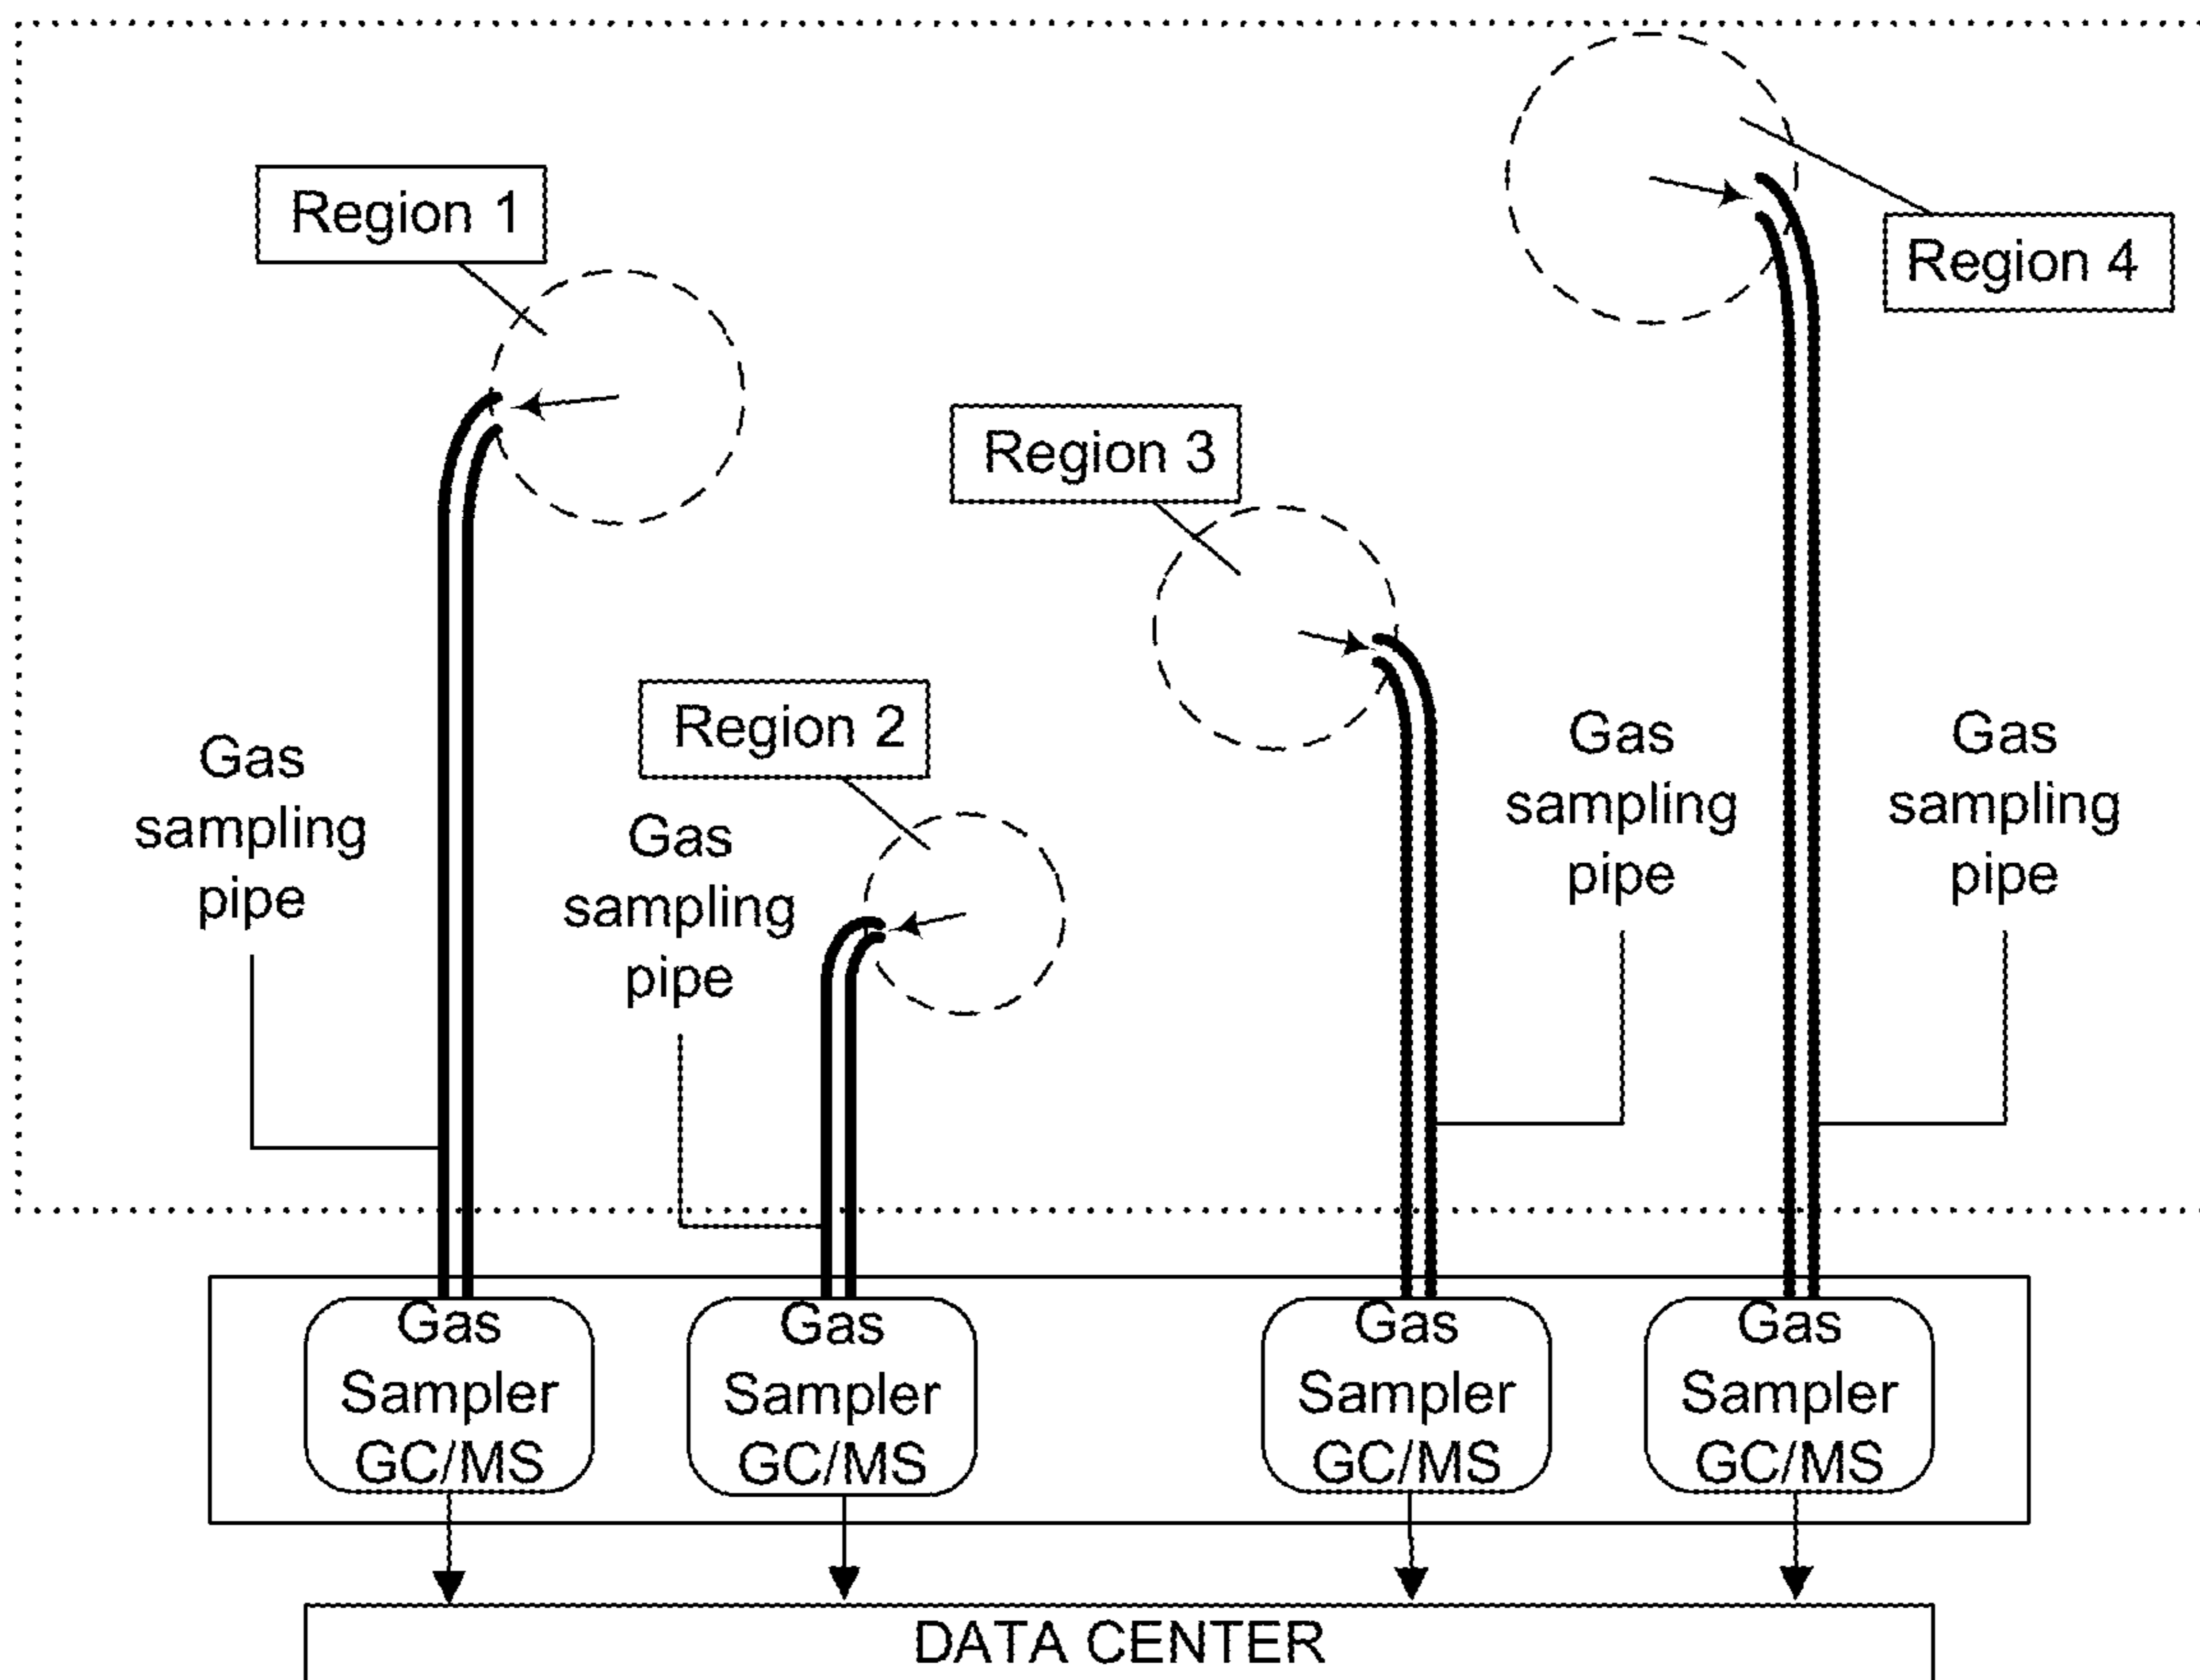 Region 1
Region 4
Region 3
Region 2
Gas
sampling
pipe
Gas
sampling
pipe
Gas
sampling
pipe
Gas
sampling
pipe
Gas
Sampler
GC/MS
Gas
Sampler
GC/MS
Gas
Sampler
GC/MS
Gas
Sampler
GC/MS
DATA CENTER